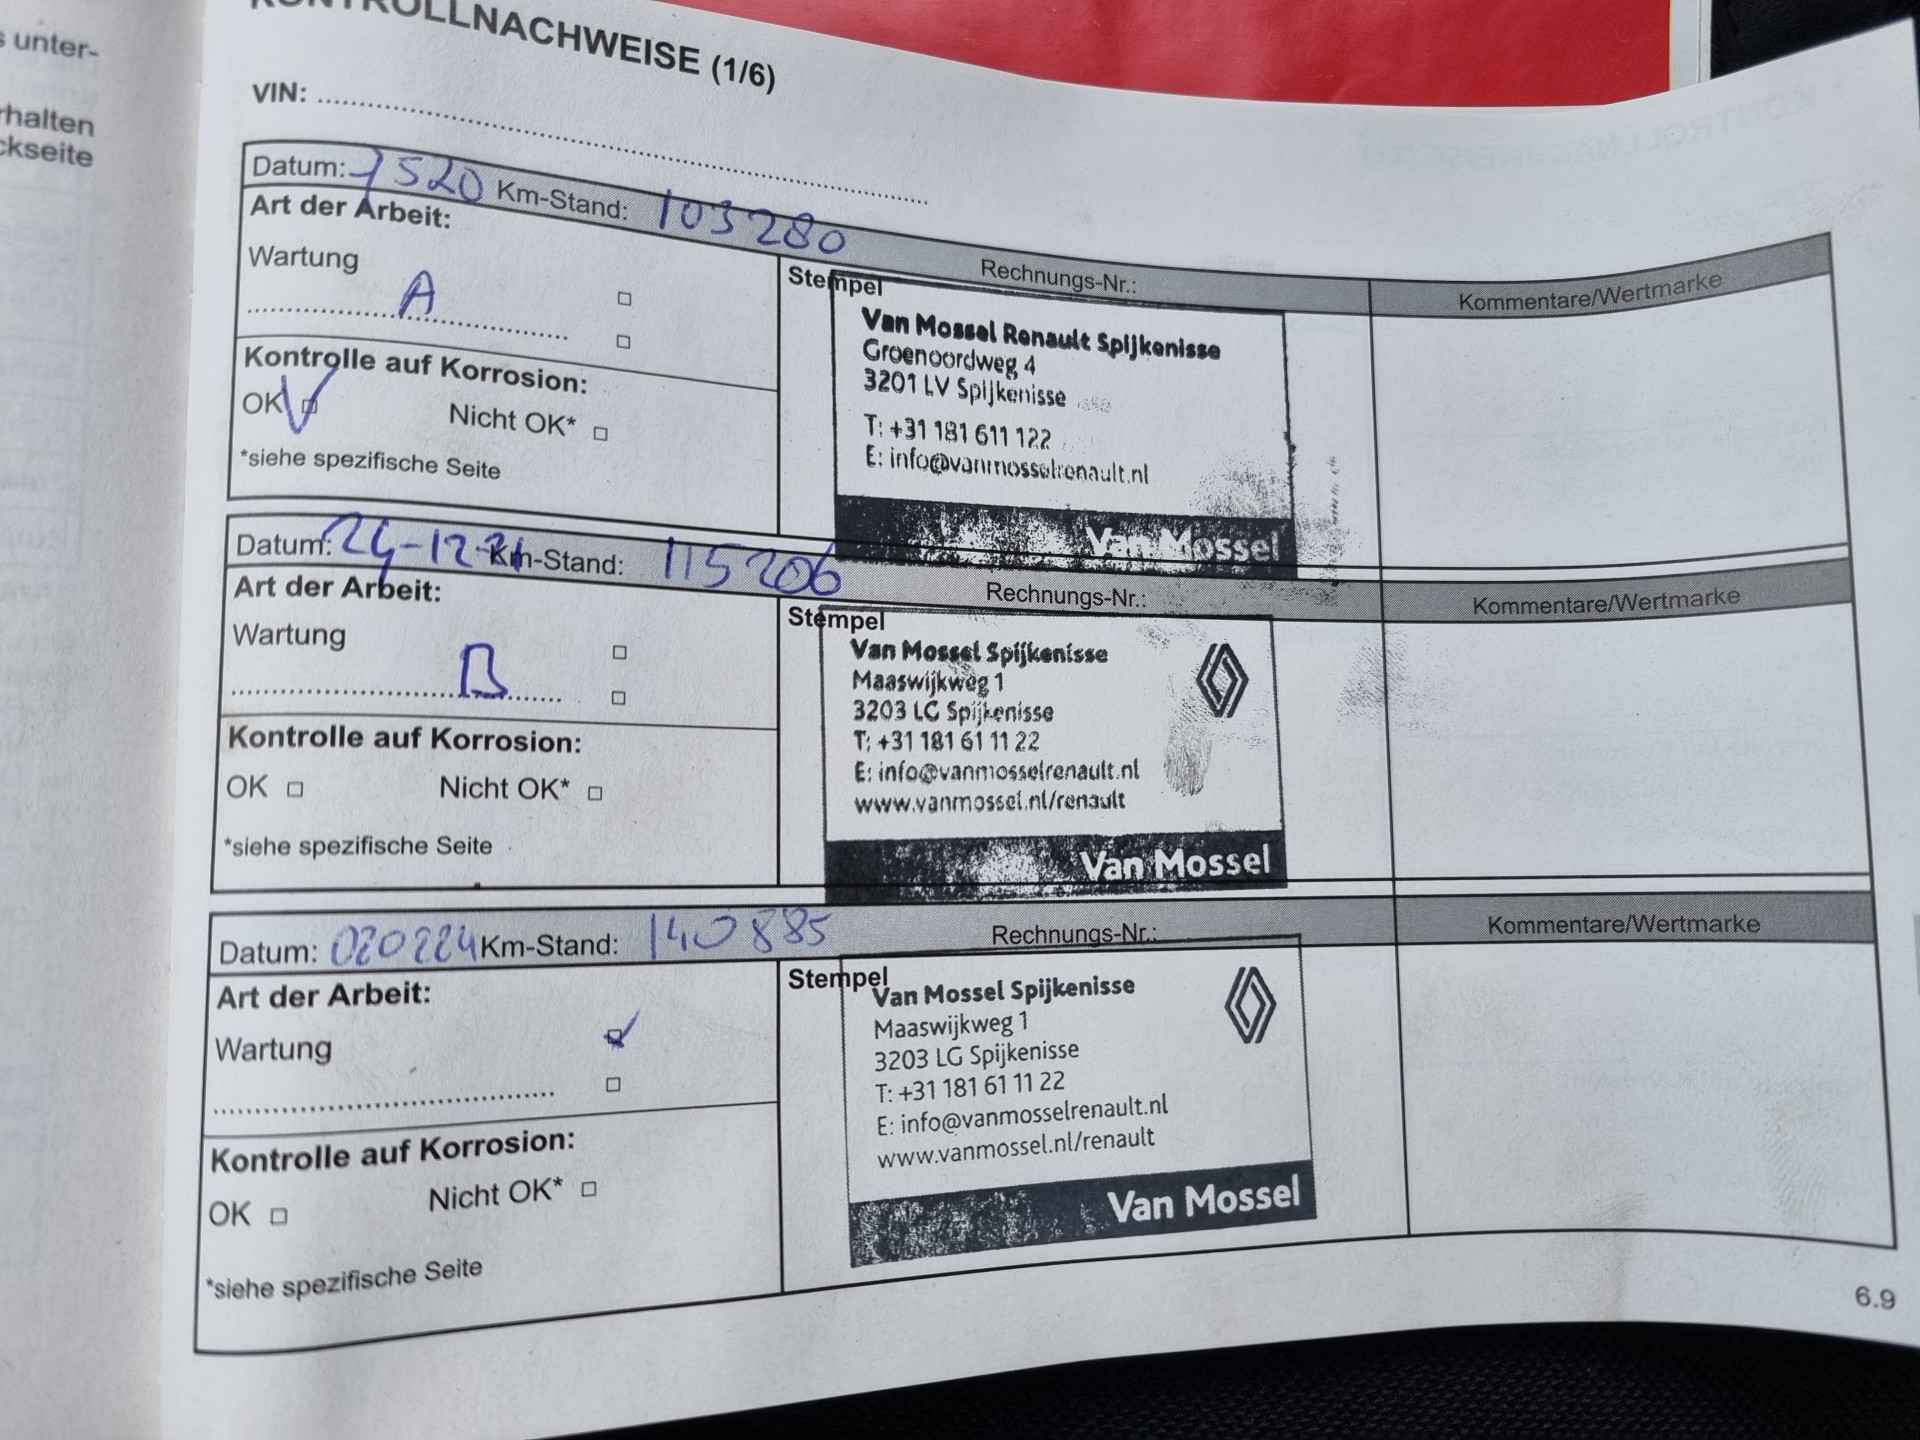 s unter-
rhalten
ckseite
KONTROLLNACHWEISE (1/6)
VIN:
Datum: 7520 Km-Stand: 103280
Rechnungs-Nr.:
Kommentare/Wertmarke
Art der Arbeit:
Wartung
A
Kontrolle auf Korrosion:
OK V Nicht OK*
*siehe spezifische Seite
Stempel
Van Mossel Renault Spijkenisse
Groenoordweg 4
3201 LV Spijkenisse
T: +31 181 611 122
E: info@vanmosselrenault.nl
Van Mossel
Datum: 24-12-21 Km-Stand: 115206
Rechnungs-Nr.:
Kommentare/Wertmarke
Art der Arbeit:
Wartung
B
Kontrolle auf Korrosion:
OK Nicht OK*
*siehe spezifische Seite
Stempel
Van Mossel Spijkenisse
Maaswijkweg 1
3203 LG Spijkenisse
T: +31 181 61 11 22
E: info@vanmosselrenault.nl
www.vanmossel.nl/renault
Van Mossel
Datum: 020224 Km-Stand: 140885
Rechnungs-Nr.:
Kommentare/Wertmarke
Art der Arbeit:
Wartung
Kontrolle auf Korrosion:
OK Nicht OK*
*siehe spezifische Seite
Stempel
Van Mossel Spijkenisse
Maaswijkweg 1
3203 LG Spijkenisse
T: +31 181 61 11 22
E: info@vanmosselrenault.nl
www.vanmossel.nl/renault
Van Mossel
6.9